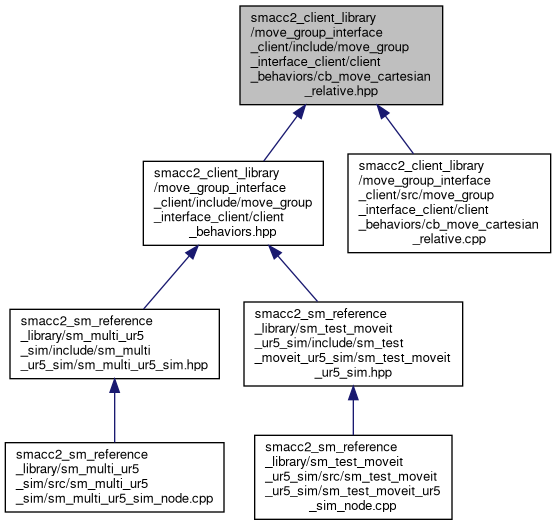 smacc2_client_library
/move_group_interface
_client/include/move_group
_interface_client/client
_behaviors/cb_move_cartesian
_relative.hpp
smacc2_client_library
/move_group_interface
_client/include/move_group
_interface_client/client
_behaviors.hpp
smacc2_client_library
/move_group_interface
_client/src/move_group
_interface_client/client
_behaviors/cb_move_cartesian
_relative.cpp
smacc2_sm_reference
_library/sm_multi_ur5
_sim/include/sm_multi
_ur5_sim/sm_multi_ur5_sim.hpp
smacc2_sm_reference
_library/sm_test_moveit
_ur5_sim/include/sm_test
_moveit_ur5_sim/sm_test_moveit
_ur5_sim.hpp
smacc2_sm_reference
_library/sm_multi_ur5
_sim/src/sm_multi_ur5
_sim/sm_multi_ur5_sim_node.cpp
smacc2_sm_reference
_library/sm_test_moveit
_ur5_sim/src/sm_test_moveit
_ur5_sim/sm_test_moveit_ur5
_sim_node.cpp